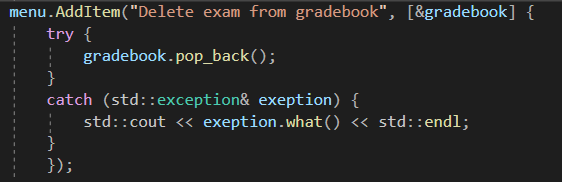 menu.AddItem("Delete exam from gradebook", [&gradebook] {
try {
gradebook.pop_back();
}
catch (std::exception& exeption) {
std::cout << exeption.what() << std::endl;
}
});